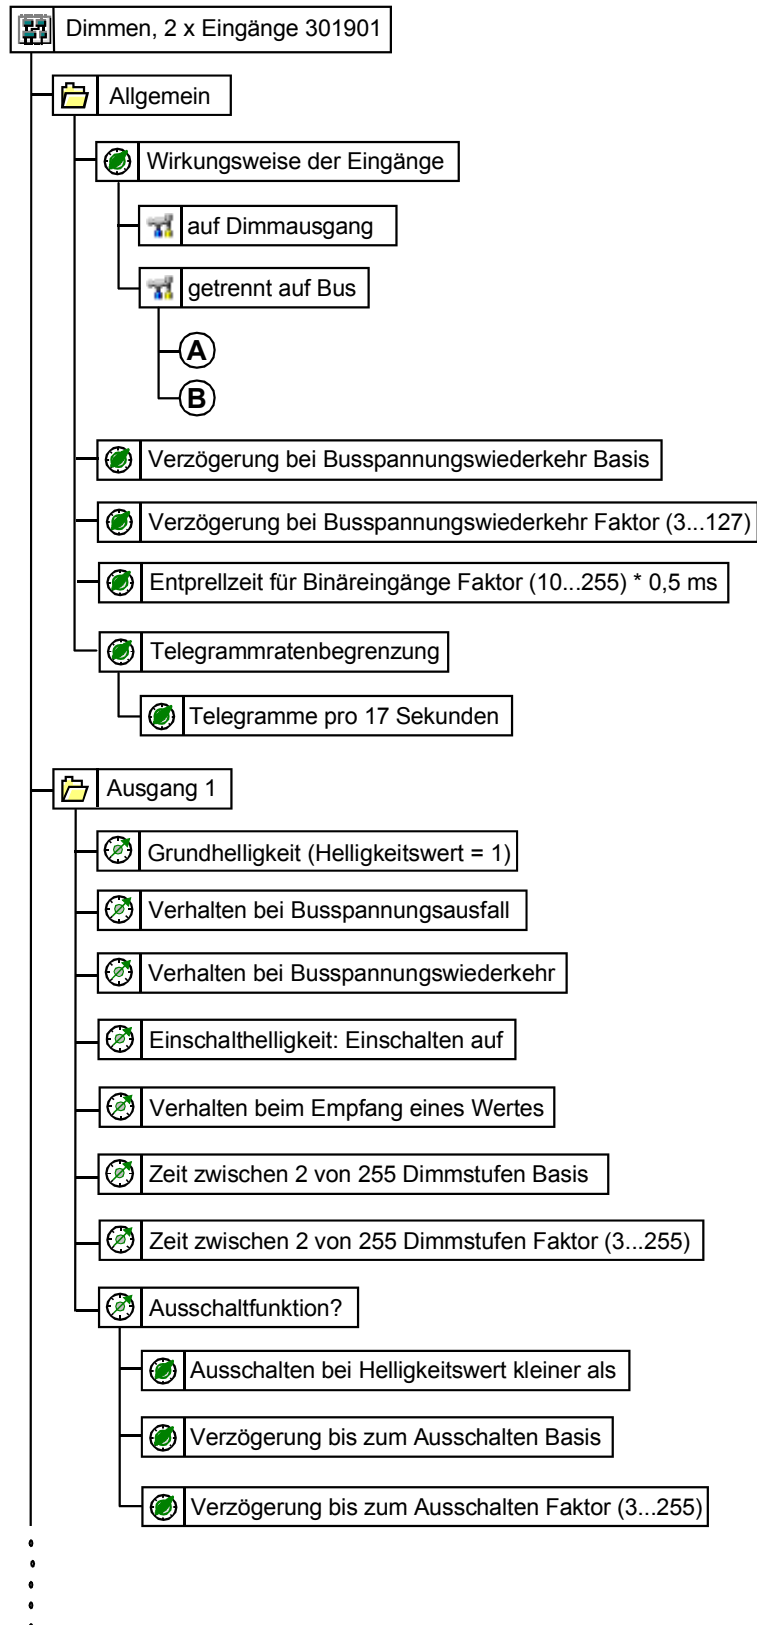 Dimmen, 2 x Eingänge 301901
Allgemein
Wirkungsweise der Eingänge
auf Dimmausgang
getrennt auf Bus
A
B
Verzögerung bei Busspannungswiederkehr Basis
Verzögerung bei Busspannungswiederkehr Faktor (3...127)
Entprellzeit für Binäreingänge Faktor (10...255) * 0,5 ms
Telegrammratenbegrenzung
Telegramme pro 17 Sekunden
Ausgang 1
Grundhelligkeit (Helligkeitswert = 1)
Verhalten bei Busspannungsausfall
Verhalten bei Busspannungswiederkehr
Einschalthelligkeit: Einschalten auf
Verhalten beim Empfang eines Wertes
Zeit zwischen 2 von 255 Dimmstufen Basis
Zeit zwischen 2 von 255 Dimmstufen Faktor (3...255)
Ausschaltfunktion?
Ausschalten bei Helligkeitswert kleiner als
Verzögerung bis zum Ausschalten Basis
Verzögerung bis zum Ausschalten Faktor (3...255)